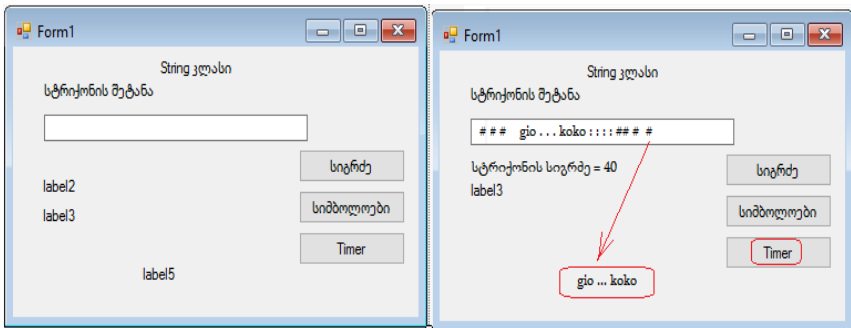 Form1
String კლასი
სტრიქონის შეტანა
სიგრძე
label2
სიმბოლოები
label3
Timer
label5
Form1
String კლასი
სტრიქონის შეტანა
# # # gio . . . koko : : : : ## # #
სტრიქონის სიგრძე = 40
სიგრძე
label3
სიმბოლოები
Timer
gio ... koko